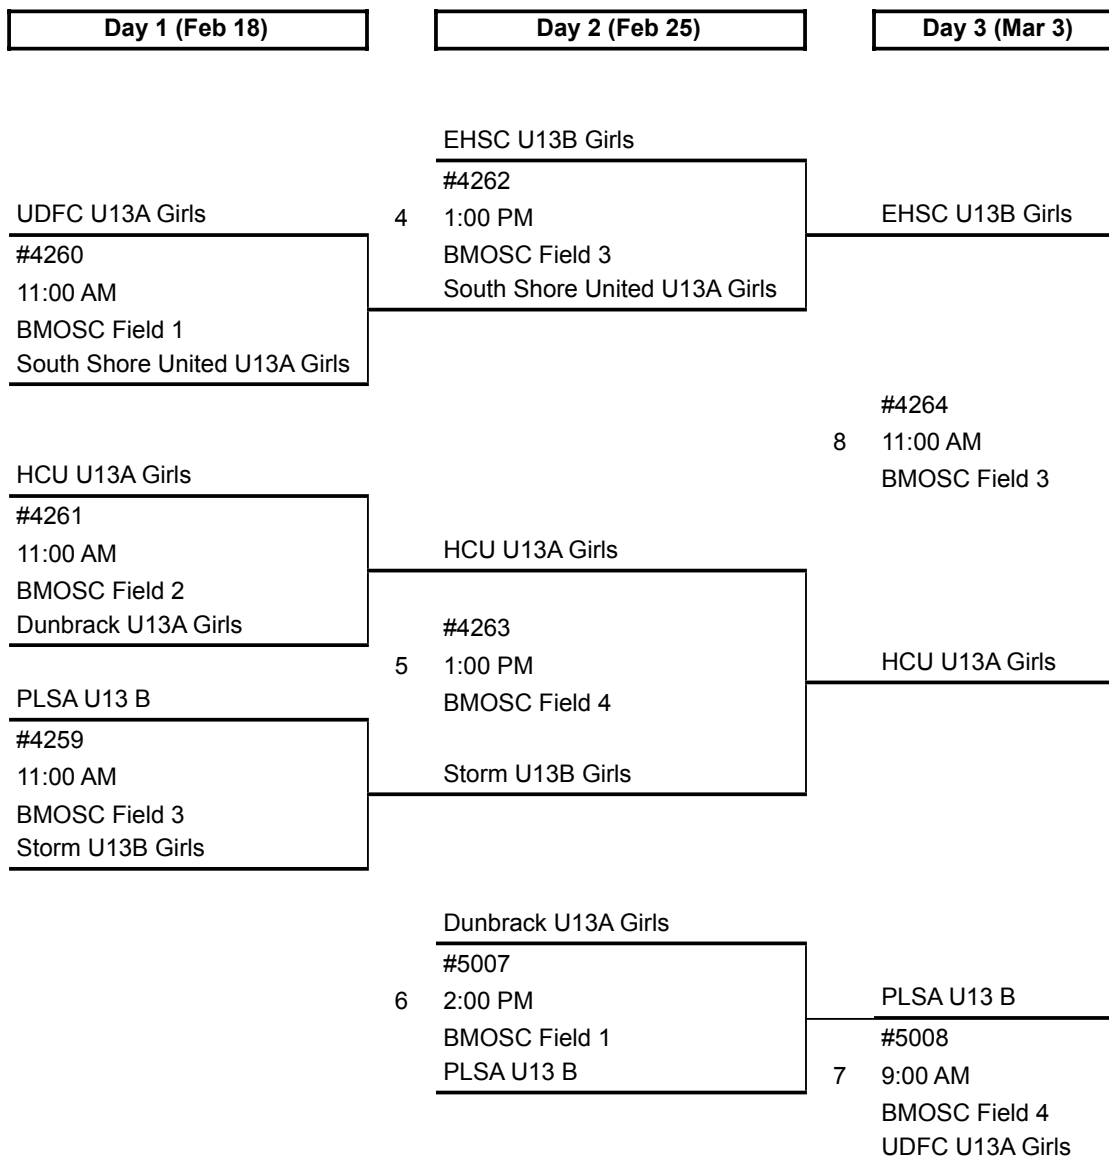 Day 1 (Feb 18)
Day 2 (Feb 25)
Day 3 (Mar 3)
UDFC U13A Girls
#4260
11:00 AM
BMOSC Field 1
South Shore United U13A Girls
HCU U13A Girls
#4261
11:00 AM
BMOSC Field 2
Dunbrack U13A Girls
PLSA U13 B
#4259
11:00 AM
BMOSC Field 3
Storm U13B Girls
EHSC U13B Girls
#4262
4 1:00 PM
BMOSC Field 3
South Shore United U13A Girls
HCU U13A Girls
#4263
5 1:00 PM
BMOSC Field 4
Storm U13B Girls
Dunbrack U13A Girls
#5007
6 2:00 PM
BMOSC Field 1
PLSA U13 B
EHSC U13B Girls
#4264
8 11:00 AM
BMOSC Field 3
HCU U13A Girls
PLSA U13 B
#5008
7 9:00 AM
BMOSC Field 4
UDFC U13A Girls